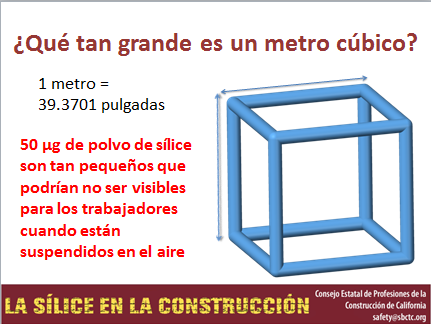 ¿Qué tan grande es un metro cúbico?
1 metro =
39.3701 pulgadas
50 µg de polvo de sílice
son tan pequeños que
podrían no ser visibles
para los trabajadores
cuando están
suspendidos en el aire
LA SÍLICE EN LA CONSTRUCCIÓN
Consejo Estatal de Profesiones de la
Construcción de California
safety@sbctc.org